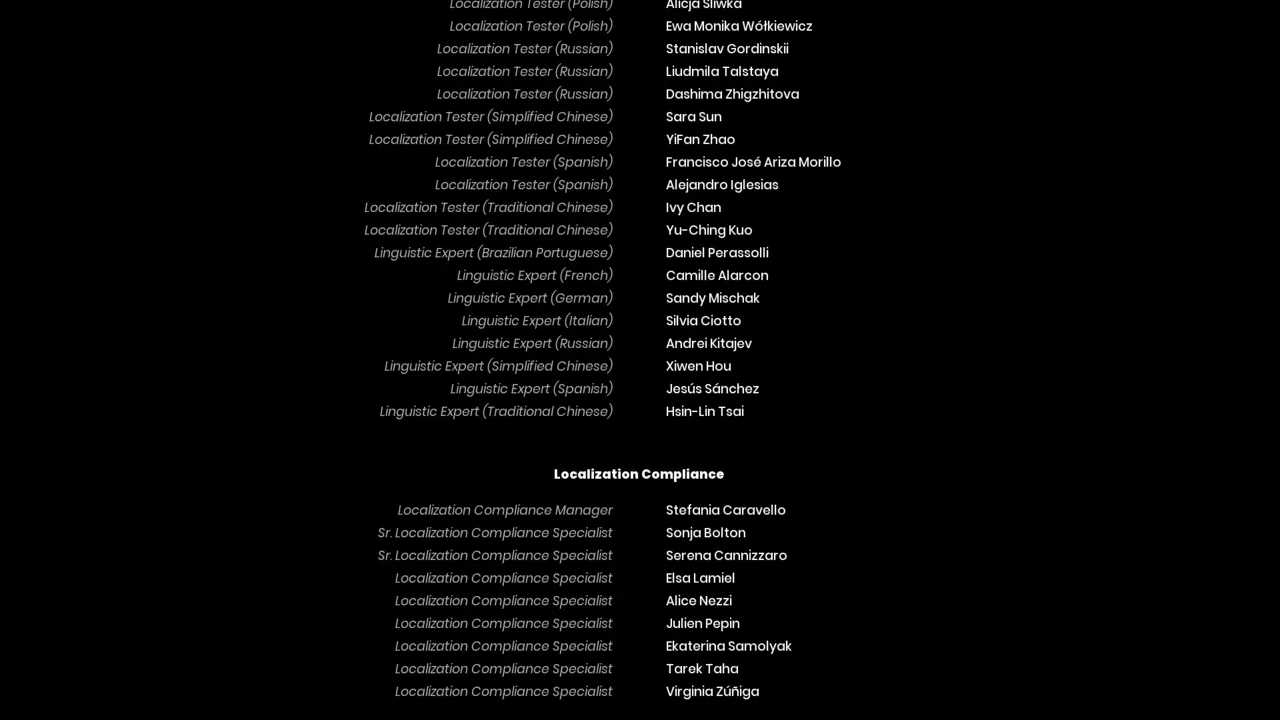 Localization Tester (Polish) Alicja Śliwka
Localization Tester (Polish) Ewa Monika Wółkiewicz
Localization Tester (Russian) Stanislav Gordinskii
Localization Tester (Russian) Liudmila Talstaya
Localization Tester (Russian) Dashima Zhigzhitova
Localization Tester (Simplified Chinese) Sara Sun
Localization Tester (Simplified Chinese) YiFan Zhao
Localization Tester (Spanish) Francisco José Ariza Morillo
Localization Tester (Spanish) Alejandro Iglesias
Localization Tester (Traditional Chinese) Ivy Chan
Localization Tester (Traditional Chinese) Yu-Ching Kuo
Linguistic Expert (Brazilian Portuguese) Daniel Perassolli
Linguistic Expert (French) Camille Alarcon
Linguistic Expert (German) Sandy Mischak
Linguistic Expert (Italian) Silvia Ciotto
Linguistic Expert (Russian) Andrei Kitajev
Linguistic Expert (Simplified Chinese) Xiwen Hou
Linguistic Expert (Spanish) Jesús Sánchez
Linguistic Expert (Traditional Chinese) Hsin-Lin Tsai
Localization Compliance
Localization Compliance Manager Stefania Caravello
Sr. Localization Compliance Specialist Sonja Bolton
Sr. Localization Compliance Specialist Serena Cannizzaro
Localization Compliance Specialist Elsa Lamiel
Localization Compliance Specialist Alice Nezzi
Localization Compliance Specialist Julien Pepin
Localization Compliance Specialist Ekaterina Samolyak
Localization Compliance Specialist Tarek Taha
Localization Compliance Specialist Virginia Zúñiga